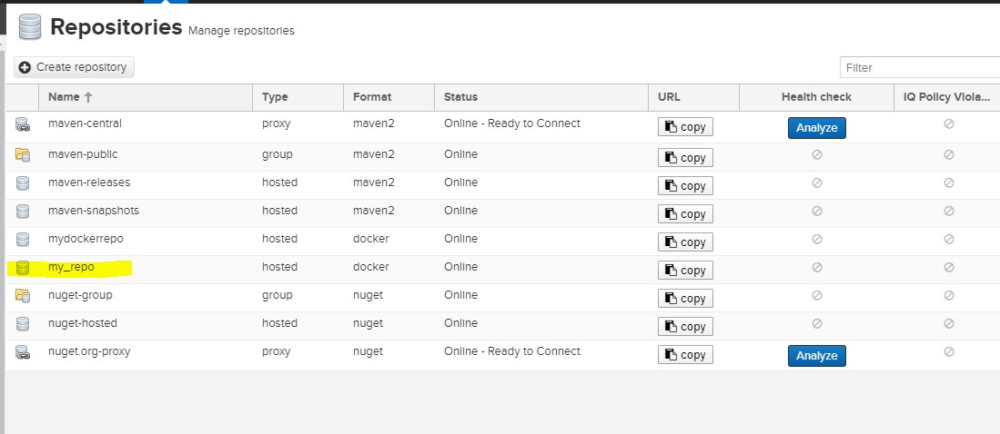 Repositories Manage repositories
Create repository
Filter
Name Type Format Status URL Health check IQ Policy Viola...
maven-central proxy maven2 Online - Ready to Connect copy Analyze
maven-public group maven2 Online copy
maven-releases hosted maven2 Online copy
maven-snapshots hosted maven2 Online copy
mydockerrepo hosted docker Online copy
my_repo hosted docker Online copy
nuget-group group nuget Online copy
nuget-hosted hosted nuget Online copy
nuget.org-proxy proxy nuget Online - Ready to Connect copy Analyze